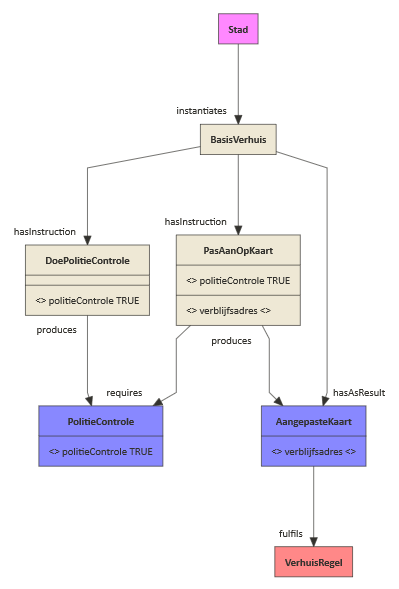 Stad
instantiates
BasisVerhuis
hasInstruction
hasInstruction
DoePolitieControle
<> politieControle TRUE
PasAanOpKaart
<> politieControle TRUE
<> verblijfsadres <>
produces
produces
requires
hasAsResult
PolitieControle
<> politieControle TRUE
AangepasteKaart
<> verblijfsadres <>
fulfils
VerhuisRegel